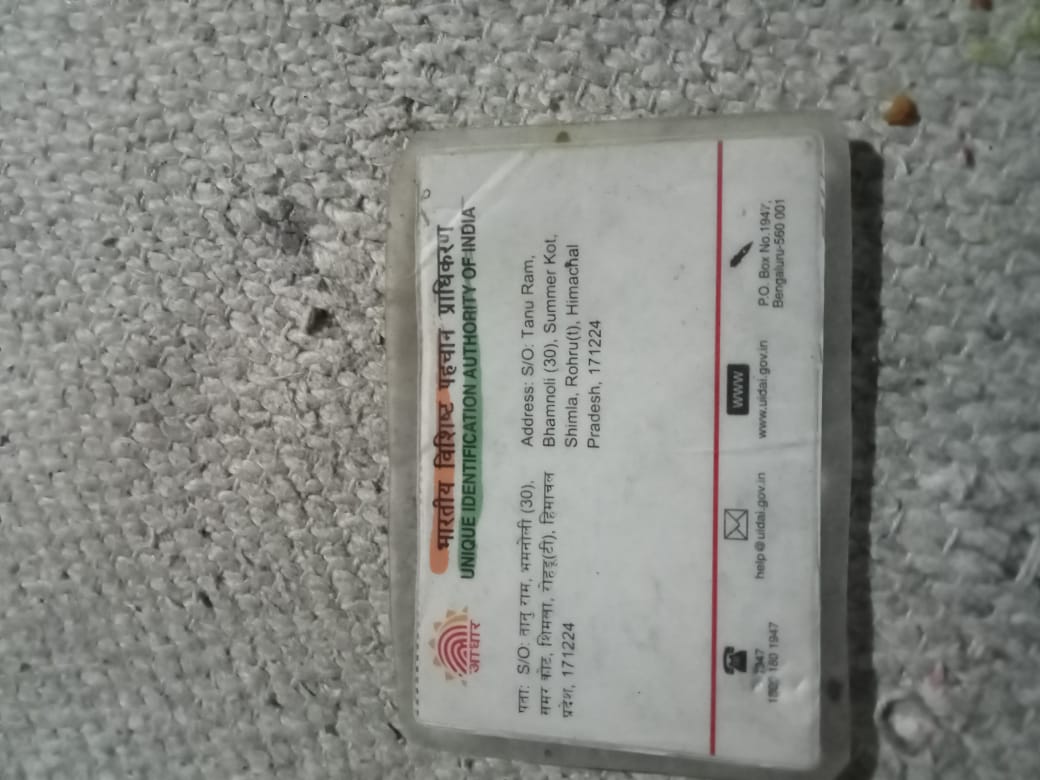 भारतीय विशिष्ट पहचान प्राधिकरण
UNIQUE IDENTIFICATION AUTHORITY OF INDIA
आधार
पता: S/O: तानु राम, भमनोली (30),
समर कोट, शिमला, रोहड़ू(टी), हिमाचल
प्रदेश, 171224
Address: S/O: Tanu Ram,
Bhamnoli (30), Summer Kot,
Shimla, Rohru(t), Himachal
Pradesh, 171224
1947
1800 180 1947
help@uidai.gov.in
www
www.uidai.gov.in
P.O. Box No.1947,
Bengaluru-560 001